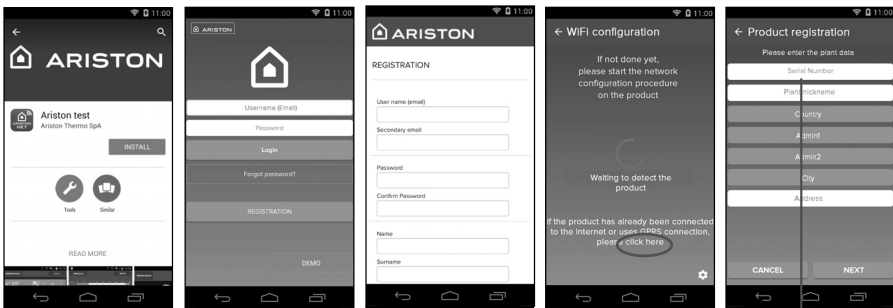 11:00
ARISTON
Ariston test
Ariston Thermo SpA
ARISTON NET
INSTALL
Tools
Similar
READ MORE
11:00
ARISTON
Username (Email)
Password
Login
Forgot password?
REGISTRATION
DEMO
11:00
ARISTON
REGISTRATION
User name (email)
Secondary email
Password
Confirm Password
Name
Surname
11:00
WiFi configuration
If not done yet,
please start the network
configuration procedure
on the product
Waiting to detect the
product
If the product has already been connected
to the internet or uses GPRS connection,
please click here
11:00
Product registration
Please enter the plant data
Serial Number
Plant nickname
Country
Admin1
Admin2
City
Address
CANCEL
NEXT